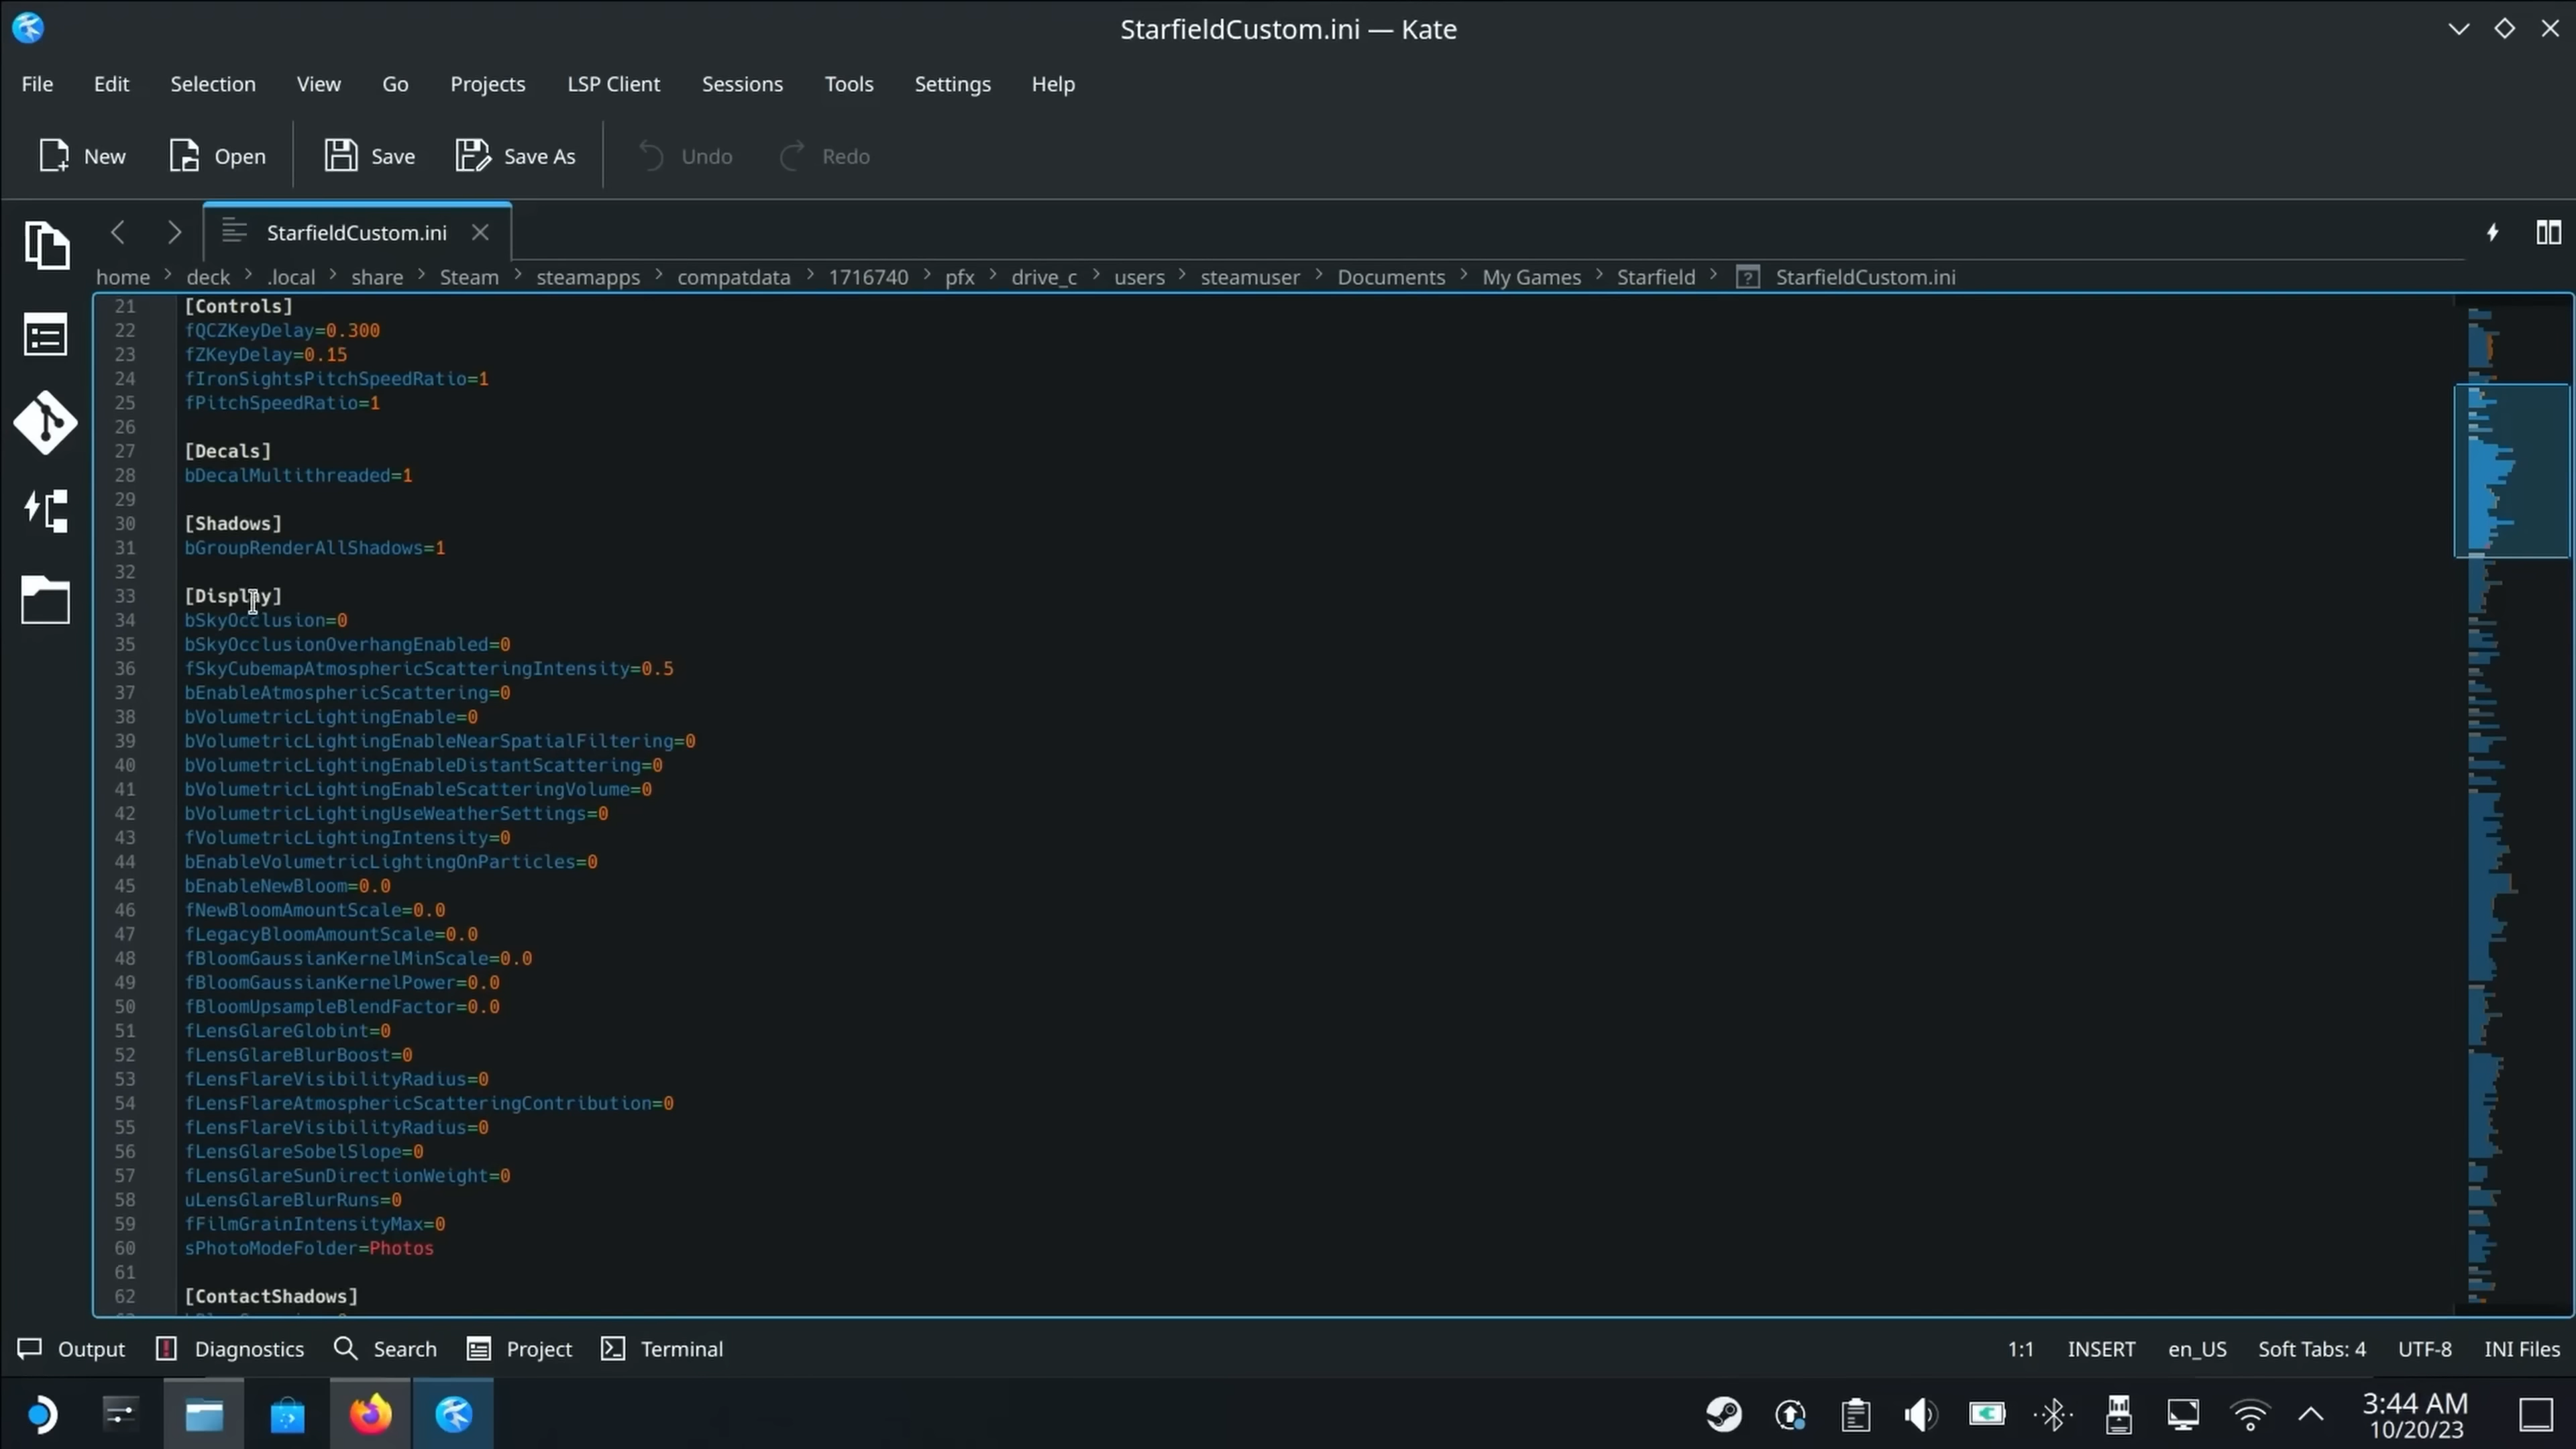 StarfieldCustom.ini — Kate
File Edit Selection View Go Projects LSP Client Sessions Tools Settings Help
New Open Save Save As Undo Redo
StarfieldCustom.ini
home > deck > .local > share > Steam > steamapps > compatdata > 1716740 > pfx > drive_c > users > steamuser > Documents > My Games > Starfield > StarfieldCustom.ini
21 [Controls]
22 fQCZKeyDelay=0.300
23 fZKeyDelay=0.15
24 fIronSightsPitchSpeedRatio=1
25 fPitchSpeedRatio=1
26
27 [Decals]
28 bDecalMultithreaded=1
29
30 [Shadows]
31 bGroupRenderAllShadows=1
32
33 [Display]
34 bSkyOcclusion=0
35 bSkyOcclusionOverhangEnabled=0
36 fSkyCubemapAtmosphericScatteringIntensity=0.5
37 bEnableAtmosphericScattering=0
38 bVolumetricLightingEnable=0
39 bVolumetricLightingEnableNearSpatialFiltering=0
40 bVolumetricLightingEnableDistantScattering=0
41 bVolumetricLightingEnableScatteringVolume=0
42 bVolumetricLightingUseWeatherSettings=0
43 fVolumetricLightingIntensity=0
44 bEnableVolumetricLightingOnParticles=0
45 bEnableNewBloom=0.0
46 fNewBloomAmountScale=0.0
47 fLegacyBloomAmountScale=0.0
48 fBloomGaussianKernelMinScale=0.0
49 fBloomGaussianKernelPower=0.0
50 fBloomUpsampleBlendFactor=0.0
51 fLensGlareGlobint=0
52 fLensGlareBlurBoost=0
53 fLensFlareVisibilityRadius=0
54 fLensFlareAtmosphericScatteringContribution=0
55 fLensFlareVisibilityRadius=0
56 fLensGlareSobelSlope=0
57 fLensGlareSunDirectionWeight=0
58 uLensGlareBlurRuns=0
59 fFilmGrainIntensityMax=0
60 sPhotoModeFolder=Photos
61
62 [ContactShadows]
Output Diagnostics Search Project Terminal 1:1 INSERT en_US Soft Tabs: 4 UTF-8 INI Files
3:44 AM
10/20/23